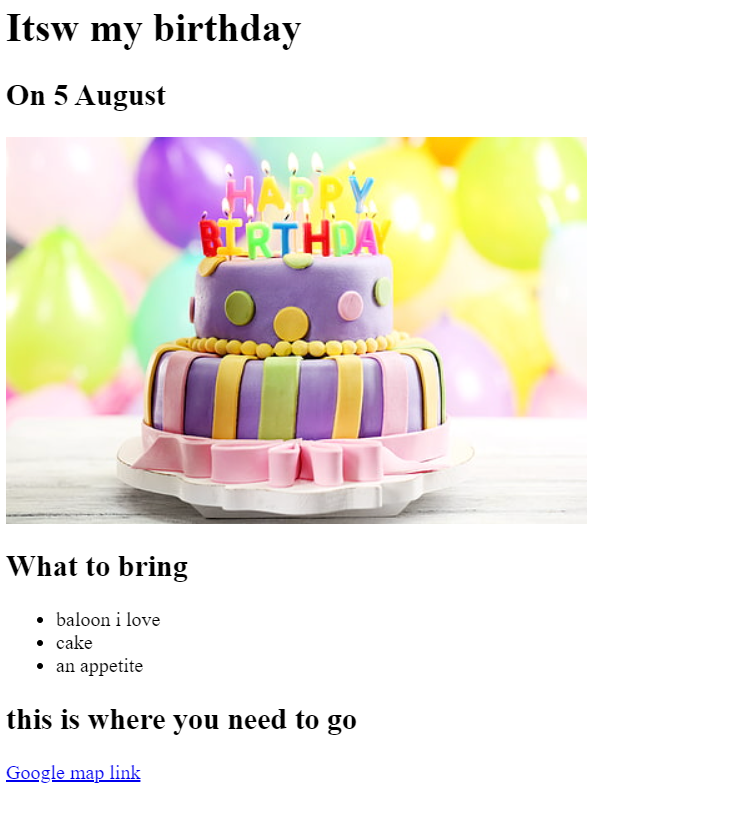 Itsw my birthday
On 5 August
HAPPY
BIRTHDAY
What to bring
baloon i love
cake
an appetite
this is where you need to go
Google map link